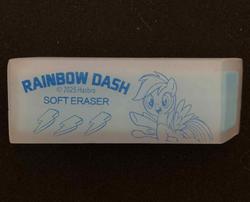 RAINBOW DASH
© 2025 Hasbro
SOFT ERASER